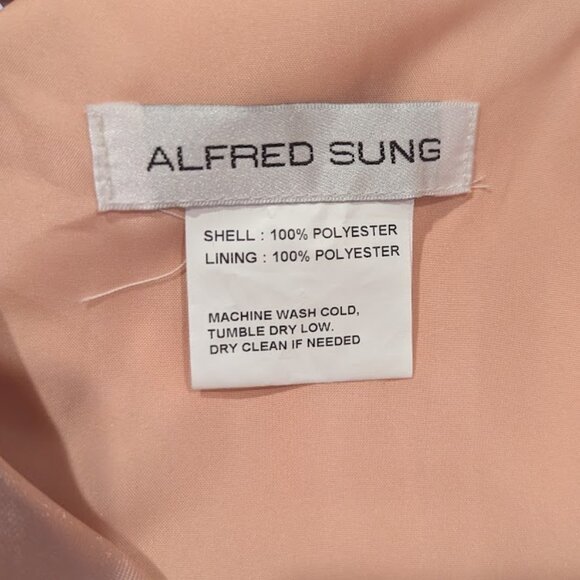 ALFRED SUNG
SHELL : 100% POLYESTER
LINING : 100% POLYESTER
MACHINE WASH COLD,
TUMBLE DRY LOW.
DRY CLEAN IF NEEDED